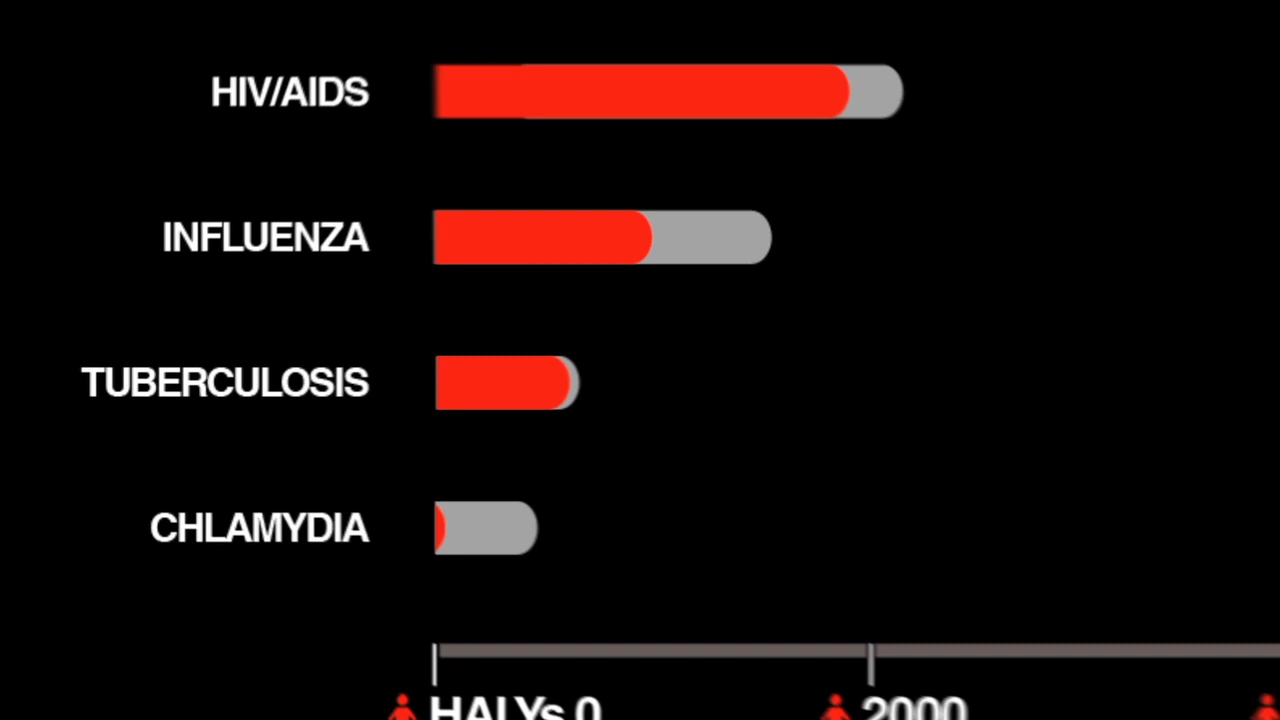 HIV/AIDS
INFLUENZA
TUBERCULOSIS
CHLAMYDIA
HALYs 0 2000